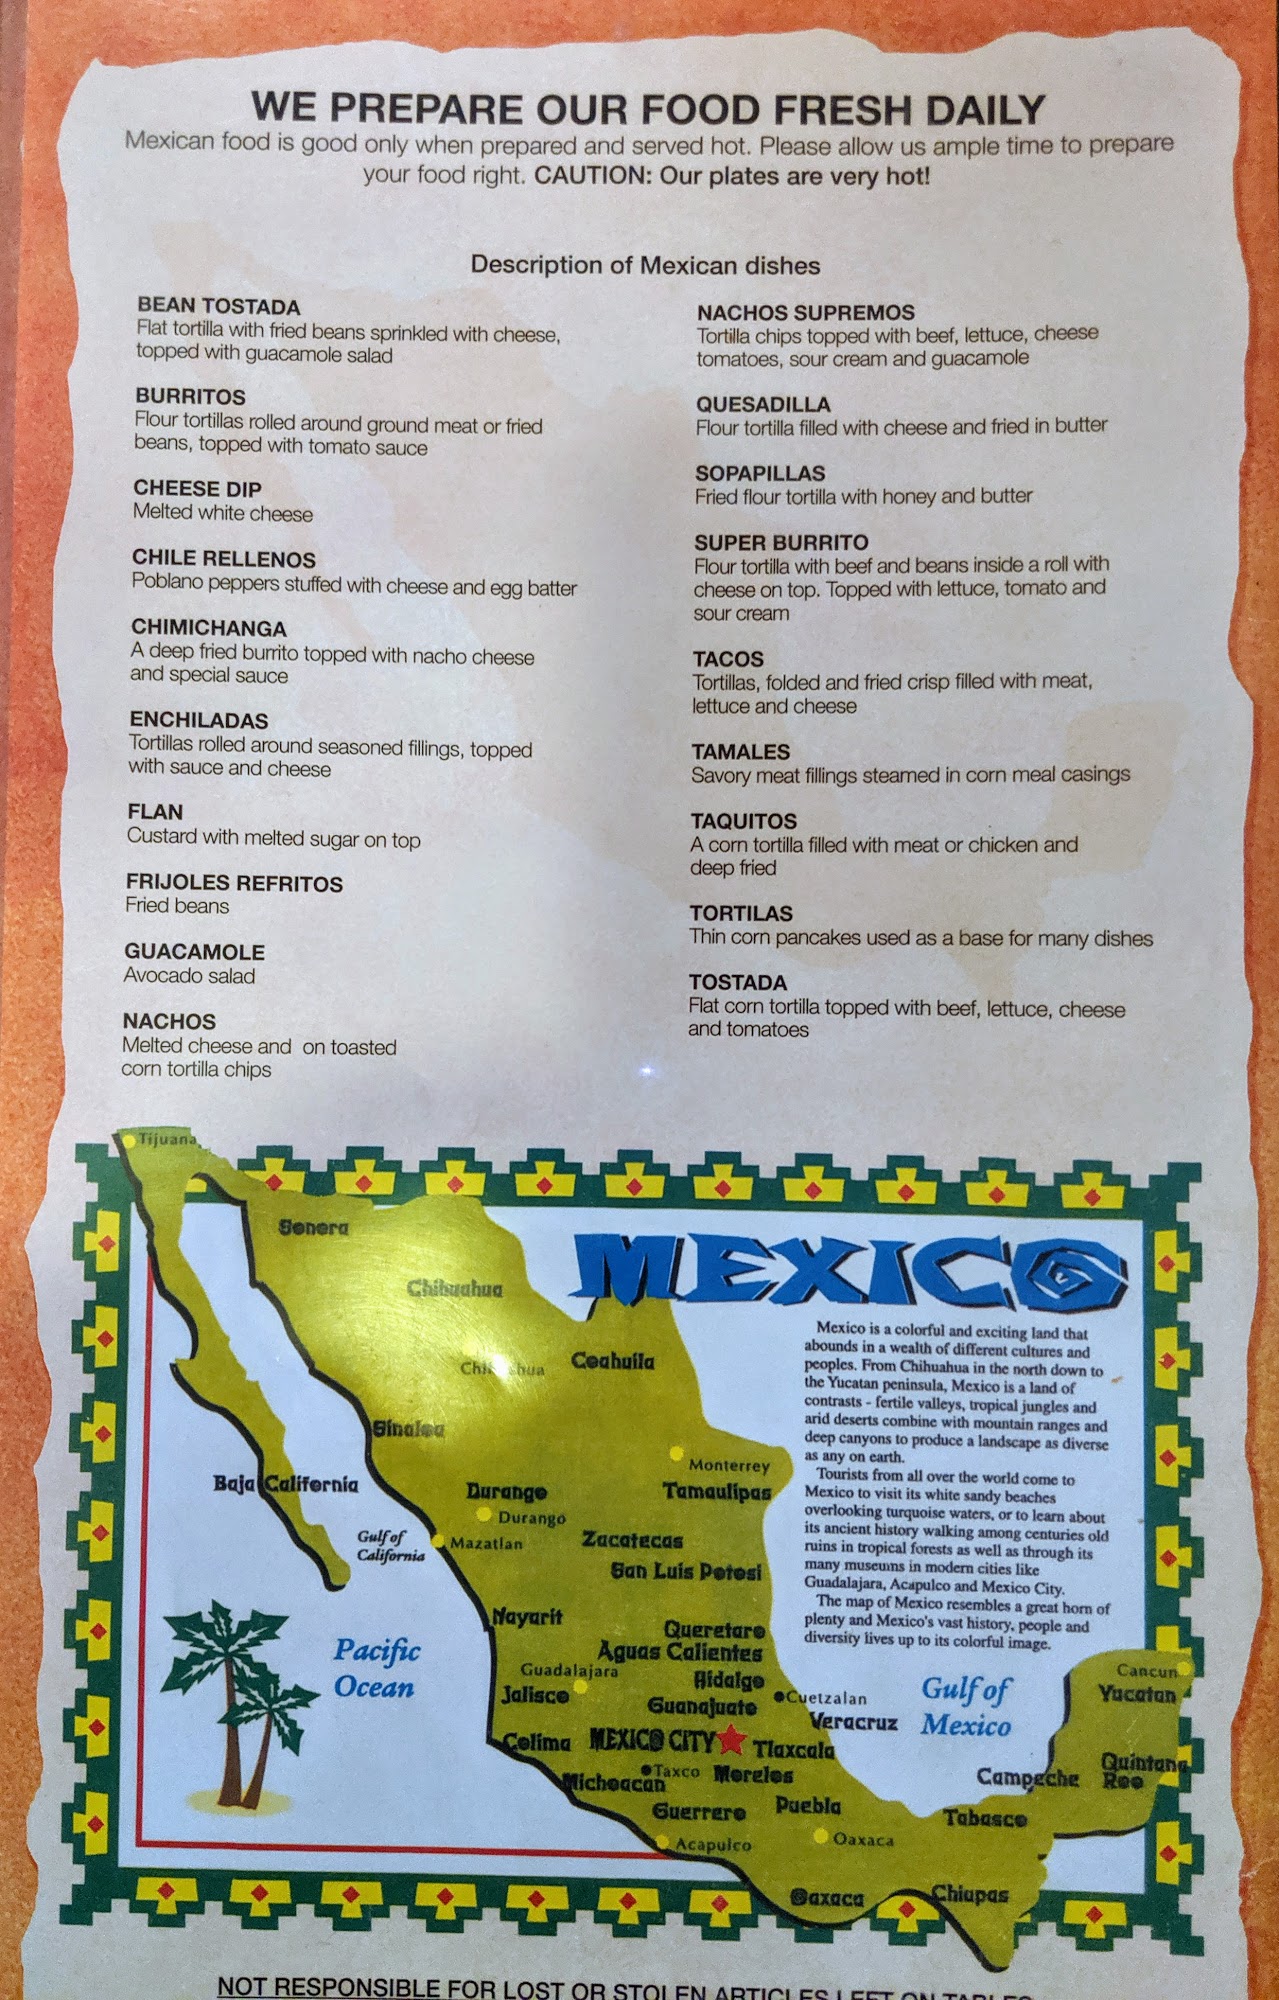 WE PREPARE OUR FOOD FRESH DAILY
Mexican food is good only when prepared and served hot. Please allow us ample time to prepare
your food right. CAUTION: Our plates are very hot!
Description of Mexican dishes
BEAN TOSTADA
Flat tortilla with fried beans sprinkled with cheese,
topped with guacamole salad
BURRITOS
Flour tortillas rolled around ground meat or fried
beans, topped with tomato sauce
CHEESE DIP
Melted white cheese
CHILE RELLENOS
Poblano peppers stuffed with cheese and egg batter
CHIMICHANGA
A deep fried burrito topped with nacho cheese
and special sauce
ENCHILADAS
Tortillas rolled around seasoned fillings, topped
with sauce and cheese
FLAN
Custard with melted sugar on top
FRIJOLES REFRITOS
Fried beans
GUACAMOLE
Avocado salad
NACHOS
Melted cheese and on toasted
corn tortilla chips
NACHOS SUPREMOS
Tortilla chips topped with beef, lettuce, cheese
tomatoes, sour cream and guacamole
QUESADILLA
Flour tortilla filled with cheese and fried in butter
SOPAPILLAS
Fried flour tortilla with honey and butter
SUPER BURRITO
Flour tortilla with beef and beans inside a roll with
cheese on top. Topped with lettuce, tomato and
sour cream
TACOS
Tortillas, folded and fried crisp filled with meat,
lettuce and cheese
TAMALES
Savory meat fillings steamed in corn meal casings
TAQUITOS
A corn tortilla filled with meat or chicken and
deep fried
TORTILAS
Thin corn pancakes used as a base for many dishes
TOSTADA
Flat corn tortilla topped with beef, lettuce, cheese
and tomatoes
Tijuana
Sonora
Chihuahua
Chihuahua
Coahuila
Sinaloa
Monterrey
Baja California
Durango
Tamaulipas
Durango
Gulf of
California
Mazatlan
Zacatecas
San Luis Potosi
Nayarit
Queretaro
Aguas Calientes
Pacific
Ocean
Guadalajara
Hidalgo
Jalisco
Guanajuato
Cuetzalan
Veracruz
Colima
MEXICO CITY
Tlaxcala
Taxco
Morelos
Michoacan
Guerrero
Puebla
Acapulco
Oaxaca
Oaxaca
MEXICO
Mexico is a colorful and exciting land that
abounds in a wealth of different cultures and
peoples. From Chihuahua in the north down to
the Yucatan peninsula, Mexico is a land of
contrasts - fertile valleys, tropical jungles and
arid deserts combine with mountain ranges and
deep canyons to produce a landscape as diverse
as any on earth.
Tourists from all over the world come to
Mexico to visit its white sandy beaches
overlooking turquoise waters, or to learn about
its ancient history walking among centuries old
ruins in tropical forests as well as through its
many museums in modern cities like
Guadalajara, Acapulco and Mexico City.
The map of Mexico resembles a great horn of
plenty and Mexico's vast history, people and
diversity lives up to its colorful image.
Gulf of
Mexico
Cancun
Yucatan
Campeche
Quintana
Roo
Tabasco
Chiapas
NOT RESPONSIBLE FOR LOST OR STOLEN ARTICLES LEFT ON TABLES